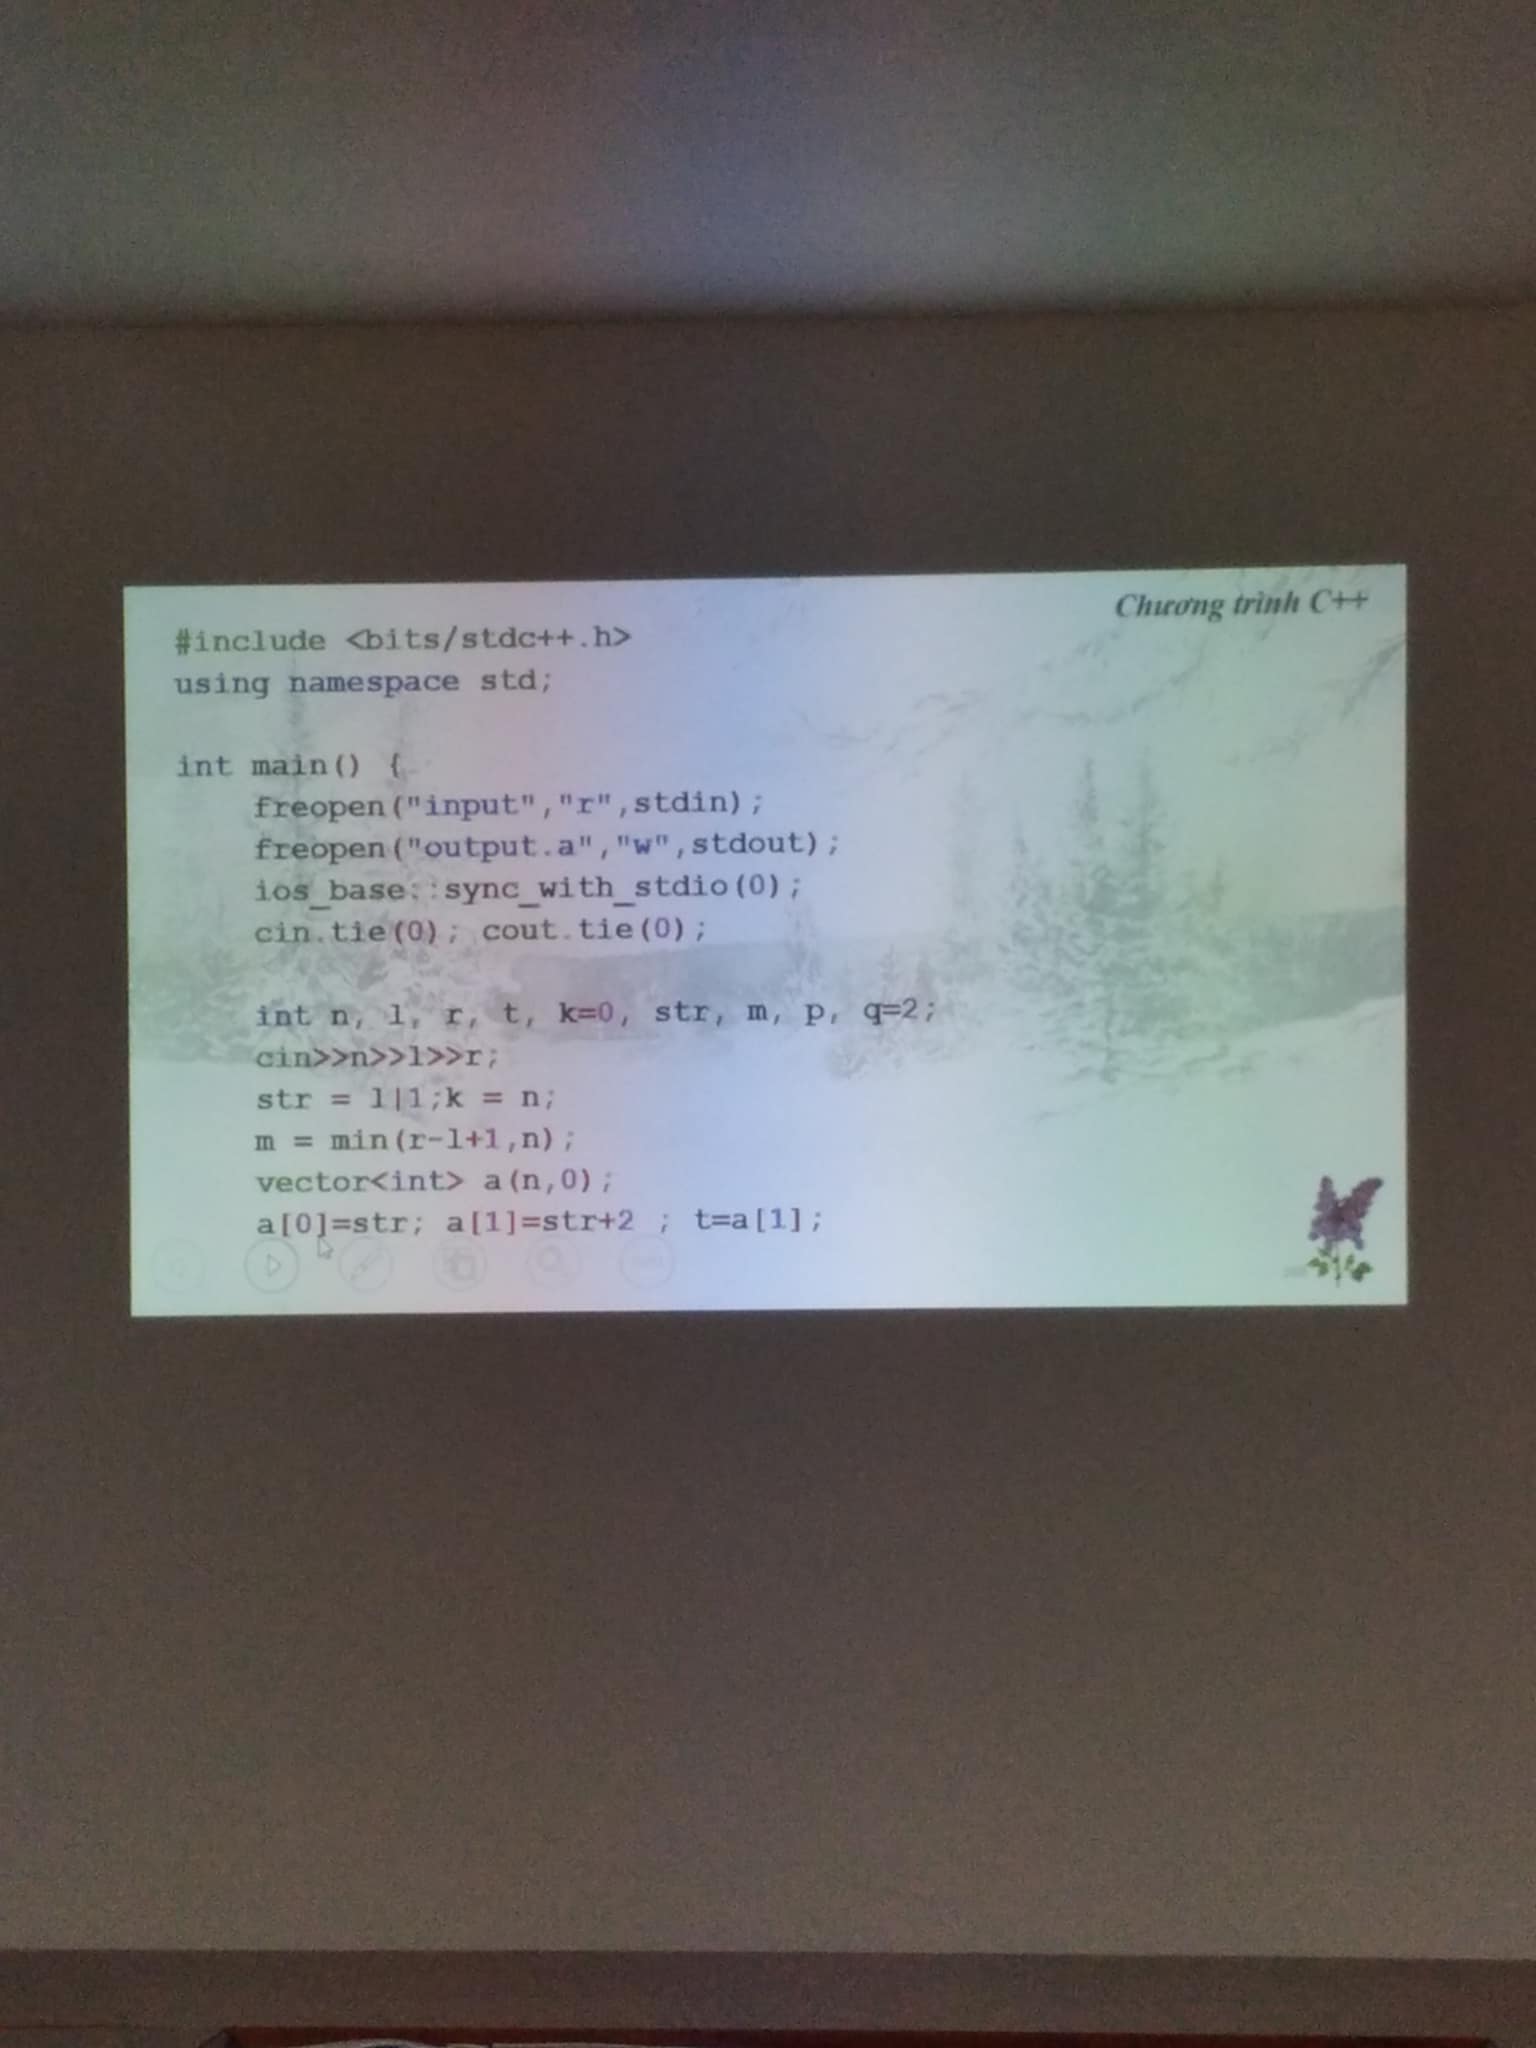 Chương trình C++
#include <bits/stdc++.h>
using namespace std;
int main() {
freopen("input","r",stdin);
freopen("output.a","w",stdout);
ios_base::sync_with_stdio(0);
cin.tie(0); cout.tie(0);
int n, l, r, t, k=0, str, m, p, q=2;
cin>>n>>l>>r;
str = l|1;k = n;
m = min(r-l+1,n);
vector<int> a(n,0);
a[0]=str; a[1]=str+2 ; t=a[1];